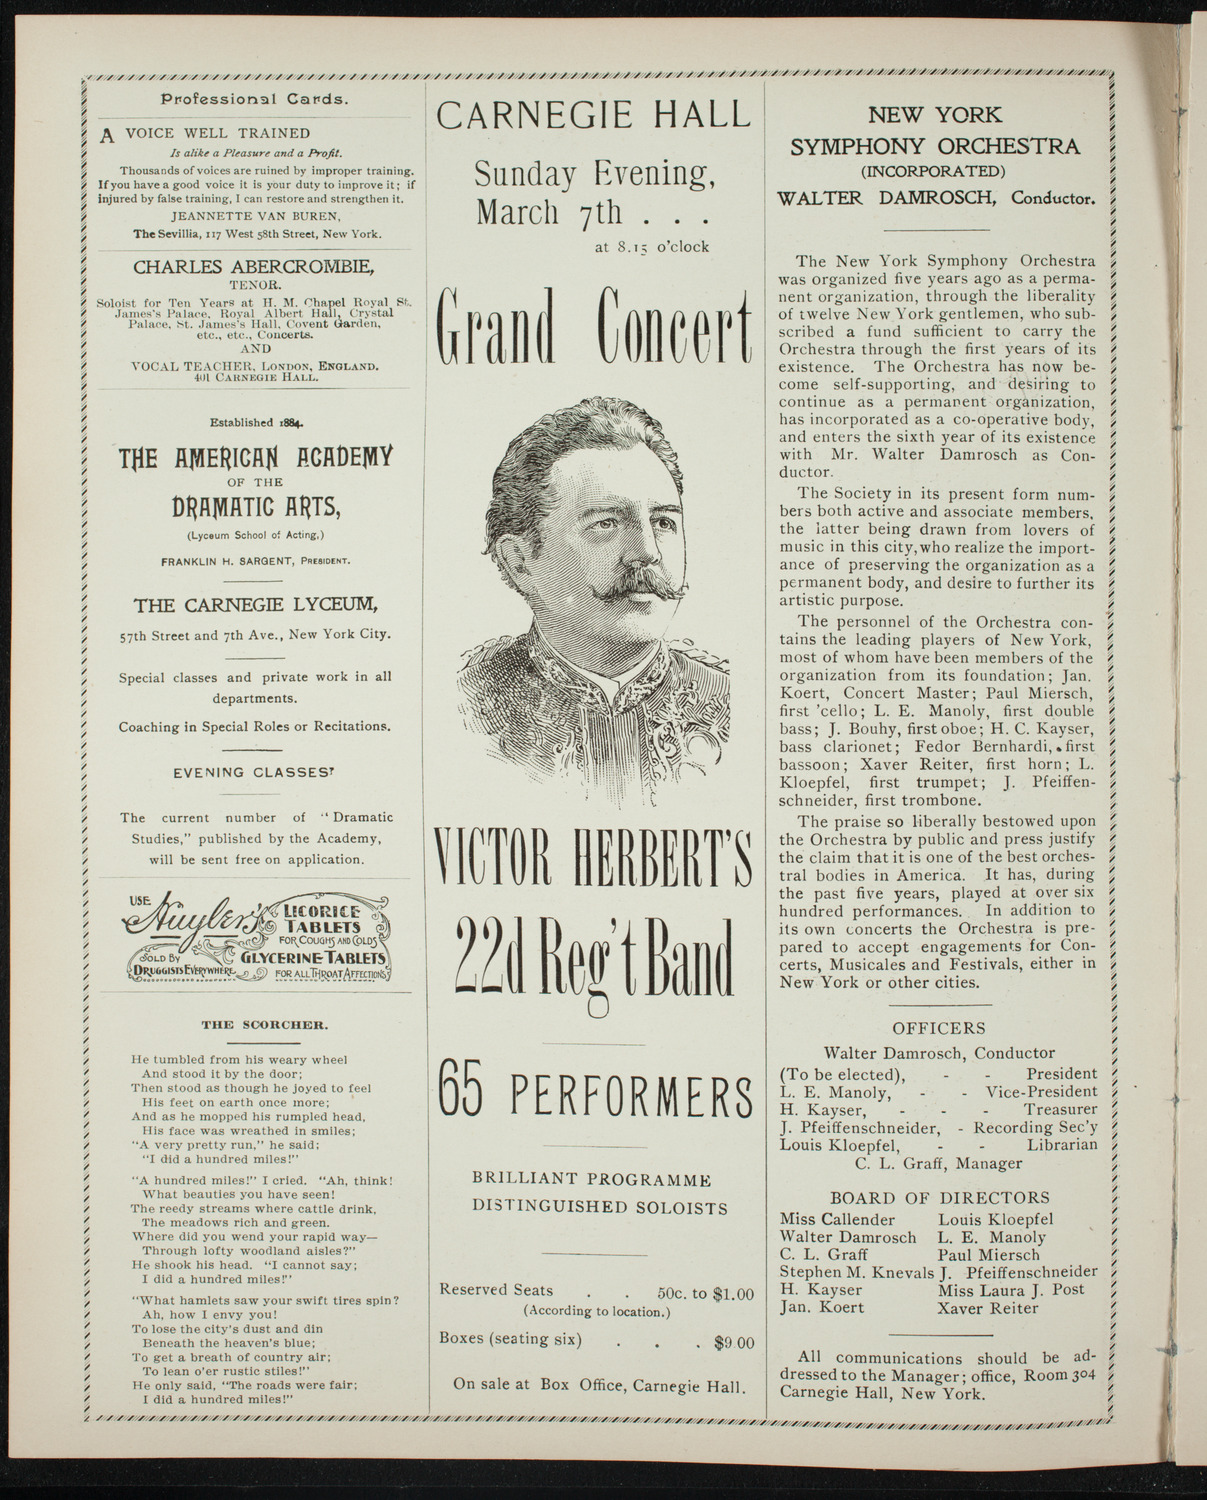 Professional Cards.
A VOICE WELL TRAINED
Is alike a Pleasure and a Profit.
Thousands of voices are ruined by improper training.
If you have a good voice it is your duty to improve it; if
injured by false training, I can restore and strengthen it.
JEANNETTE VAN BUREN,
The Sevillia, 117 West 58th Street, New York.
CHARLES ABERCROMBIE,
TENOR.
Soloist for Ten Years at H. M. Chapel Royal St.
James's Palace, Royal Albert Hall, Crystal
Palace, St. James's Hall, Covent Garden,
etc., etc., Concerts.
AND
VOCAL TEACHER, LONDON, ENGLAND.
401 CARNEGIE HALL.
Established 1884.
THE AMERICAN ACADEMY
OF THE
DRAMATIC ARTS,
(Lyceum School of Acting,)
FRANKLIN H. SARGENT, PRESIDENT.
THE CARNEGIE LYCEUM,
57th Street and 7th Ave., New York City.
Special classes and private work in all
departments.
Coaching in Special Roles or Recitations.
EVENING CLASSES?
The current number of "Dramatic
Studies," published by the Academy,
will be sent free on application.
USE
Huyler's
LICORICE
TABLETS
FOR COUGHS AND COLDS
SOLD BY
DRUGGISTS EVERYWHERE
GLYCERINE TABLETS
FOR ALL THROAT AFFECTIONS
THE SCORCHER.
He tumbled from his weary wheel
And stood it by the door;
Then stood as though he joyed to feel
His feet on earth once more;
And as he mopped his rumpled head,
His face was wreathed in smiles;
"A very pretty run," he said;
"I did a hundred miles!"
"A hundred miles!" I cried. "Ah, think!
What beauties you have seen!
The reedy streams where cattle drink,
The meadows rich and green.
Where did you wend your rapid way—
Through lofty woodland aisles?"
He shook his head. "I cannot say;
I did a hundred miles!"
"What hamlets saw your swift tires spin?
Ah, how I envy you!
To lose the city's dust and din
Beneath the heaven's blue;
To get a breath of country air;
To lean o'er rustic stiles!"
He only said, "The roads were fair;
I did a hundred miles!"
CARNEGIE HALL
Sunday Evening,
March 7th . . .
at 8.15 o'clock
Grand Concert
VICTOR HERBERT'S
22d Reg't Band
65 PERFORMERS
BRILLIANT PROGRAMME
DISTINGUISHED SOLOISTS
Reserved Seats . . 50c. to $1.00
(According to location.)
Boxes (seating six) . . . $9.00
On sale at Box Office, Carnegie Hall.
NEW YORK
SYMPHONY ORCHESTRA
(INCORPORATED)
WALTER DAMROSCH, Conductor.
The New York Symphony Orchestra
was organized five years ago as a perma-
nent organization, through the liberality
of twelve New York gentlemen, who sub-
scribed a fund sufficient to carry the
Orchestra through the first years of its
existence. The Orchestra has now be-
come self-supporting, and desiring to
continue as a permanent organization,
has incorporated as a co-operative body,
and enters the sixth year of its existence
with Mr. Walter Damrosch as Con-
ductor.
The Society in its present form num-
bers both active and associate members,
the latter being drawn from lovers of
music in this city, who realize the import-
ance of preserving the organization as a
permanent body, and desire to further its
artistic purpose.
The personnel of the Orchestra con-
tains the leading players of New York,
most of whom have been members of the
organization from its foundation; Jan.
Koert, Concert Master; Paul Miersch,
first 'cello; L. E. Manoly, first double
bass; J. Bouhy, first oboe; H. C. Kayser,
bass clarionet; Fedor Bernhardi, first
bassoon; Xaver Reiter, first horn; L.
Kloepfel, first trumpet; J. Pfeiffen-
schneider, first trombone.
The praise so liberally bestowed upon
the Orchestra by public and press justify
the claim that it is one of the best orches-
tral bodies in America. It has, during
the past five years, played at over six
hundred performances. In addition to
its own concerts the Orchestra is pre-
pared to accept engagements for Con-
certs, Musicales and Festivals, either in
New York or other cities.
OFFICERS
Walter Damrosch, Conductor
(To be elected), - - President
L. E. Manoly, - - Vice-President
H. Kayser, - - - Treasurer
J. Pfeiffenschneider, - Recording Sec'y
Louis Kloepfel, - - Librarian
C. L. Graff, Manager
BOARD OF DIRECTORS
Miss Callender Louis Kloepfel
Walter Damrosch L. E. Manoly
C. L. Graff Paul Miersch
Stephen M. Knevals J. Pfeiffenschneider
H. Kayser Miss Laura J. Post
Jan. Koert Xaver Reiter
All communications should be ad-
dressed to the Manager; office, Room 304
Carnegie Hall, New York.